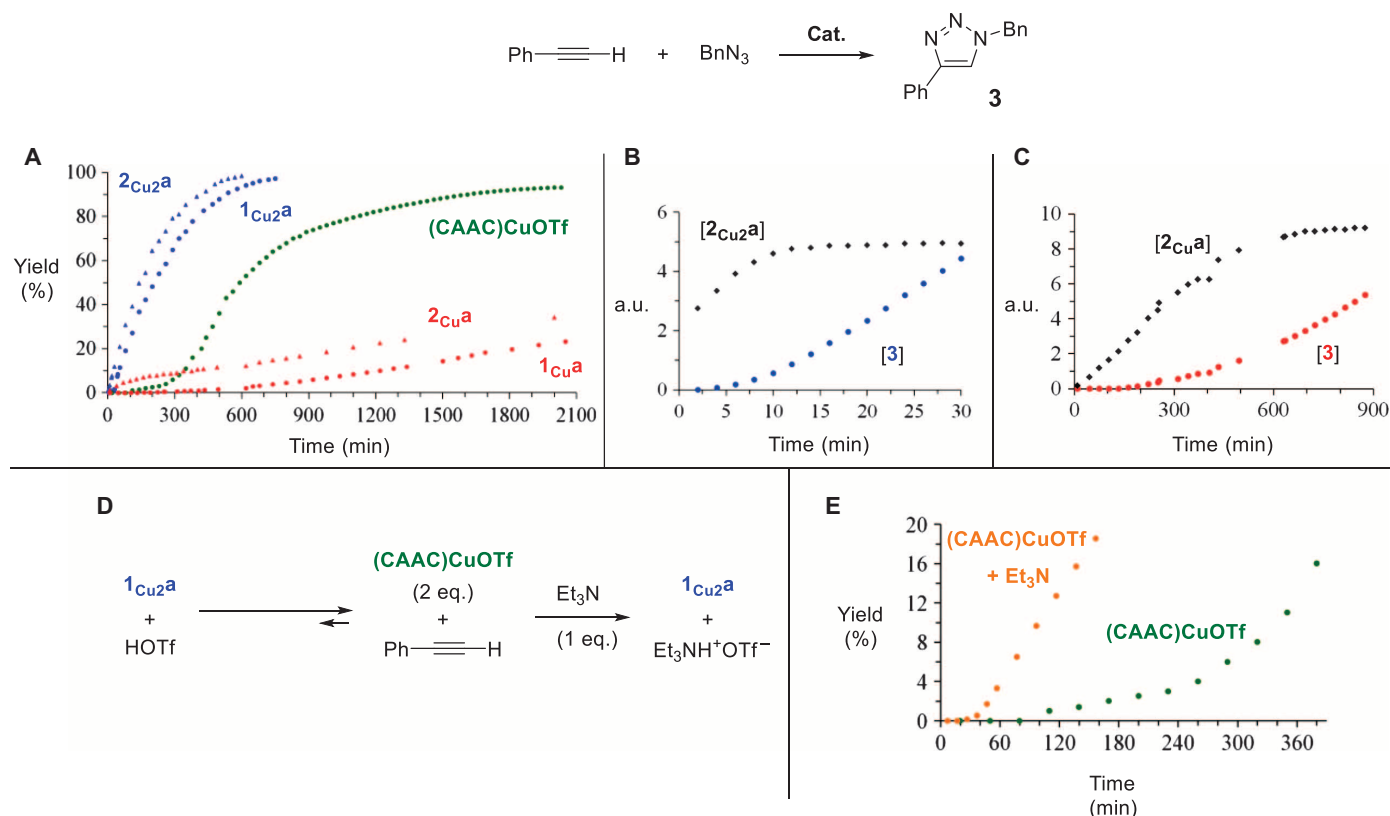 Ph H + BnN3 Cat. N N N Bn Ph 3
A
100
80
60
40
20
0
Yield
(%)
2Cu2a
1Cu2a
(CAAC)CuOTf
2Cua
1Cua
0 300 600 900 1200 1500 1800 2100
Time (min)
B
6
4
2
0
a.u.
[2Cu2a]
[3]
0 5 10 15 20 25 30
Time (min)
C
10
8
6
4
2
0
a.u.
[2Cua]
[3]
0 300 600 900
Time (min)
D
1Cu2a
+
HOTf
(CAAC)CuOTf
(2 eq.)
+
Ph H
Et3N
(1 eq.)
1Cu2a
+
Et3NH+OTf−
E
20
16
12
8
4
0
Yield
(%)
(CAAC)CuOTf
+ Et3N
(CAAC)CuOTf
0 60 120 180 240 300 360
Time
(min)